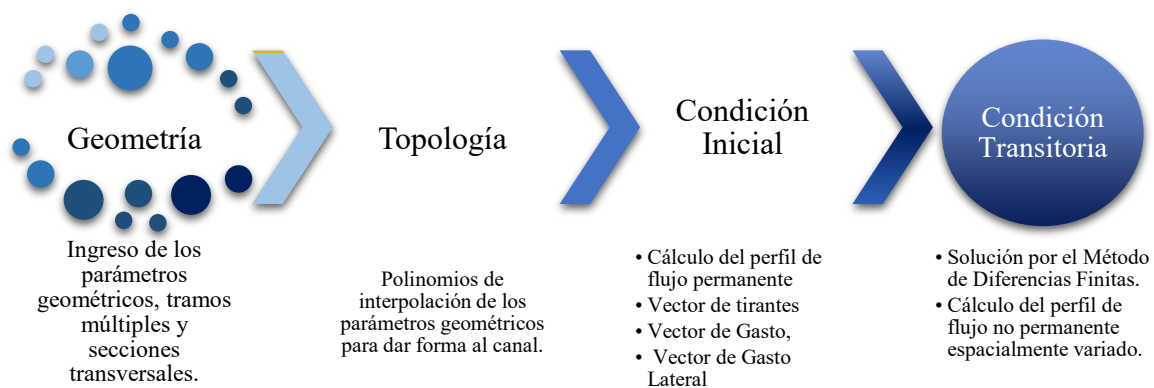 Geometría
Ingreso de los
parámetros
geométricos, tramos
múltiples y
secciones
transversales.
Topología
Polinomios de
interpolación de los
parámetros geométricos
para dar forma al canal.
Condición
Inicial
• Cálculo del perfil de
flujo permanente
• Vector de tirantes
• Vector de Gasto,
• Vector de Gasto
Lateral
Condición
Transitoria
• Solución por el Método
de Diferencias Finitas.
• Cálculo del perfil de
flujo no permanente
espacialmente variado.